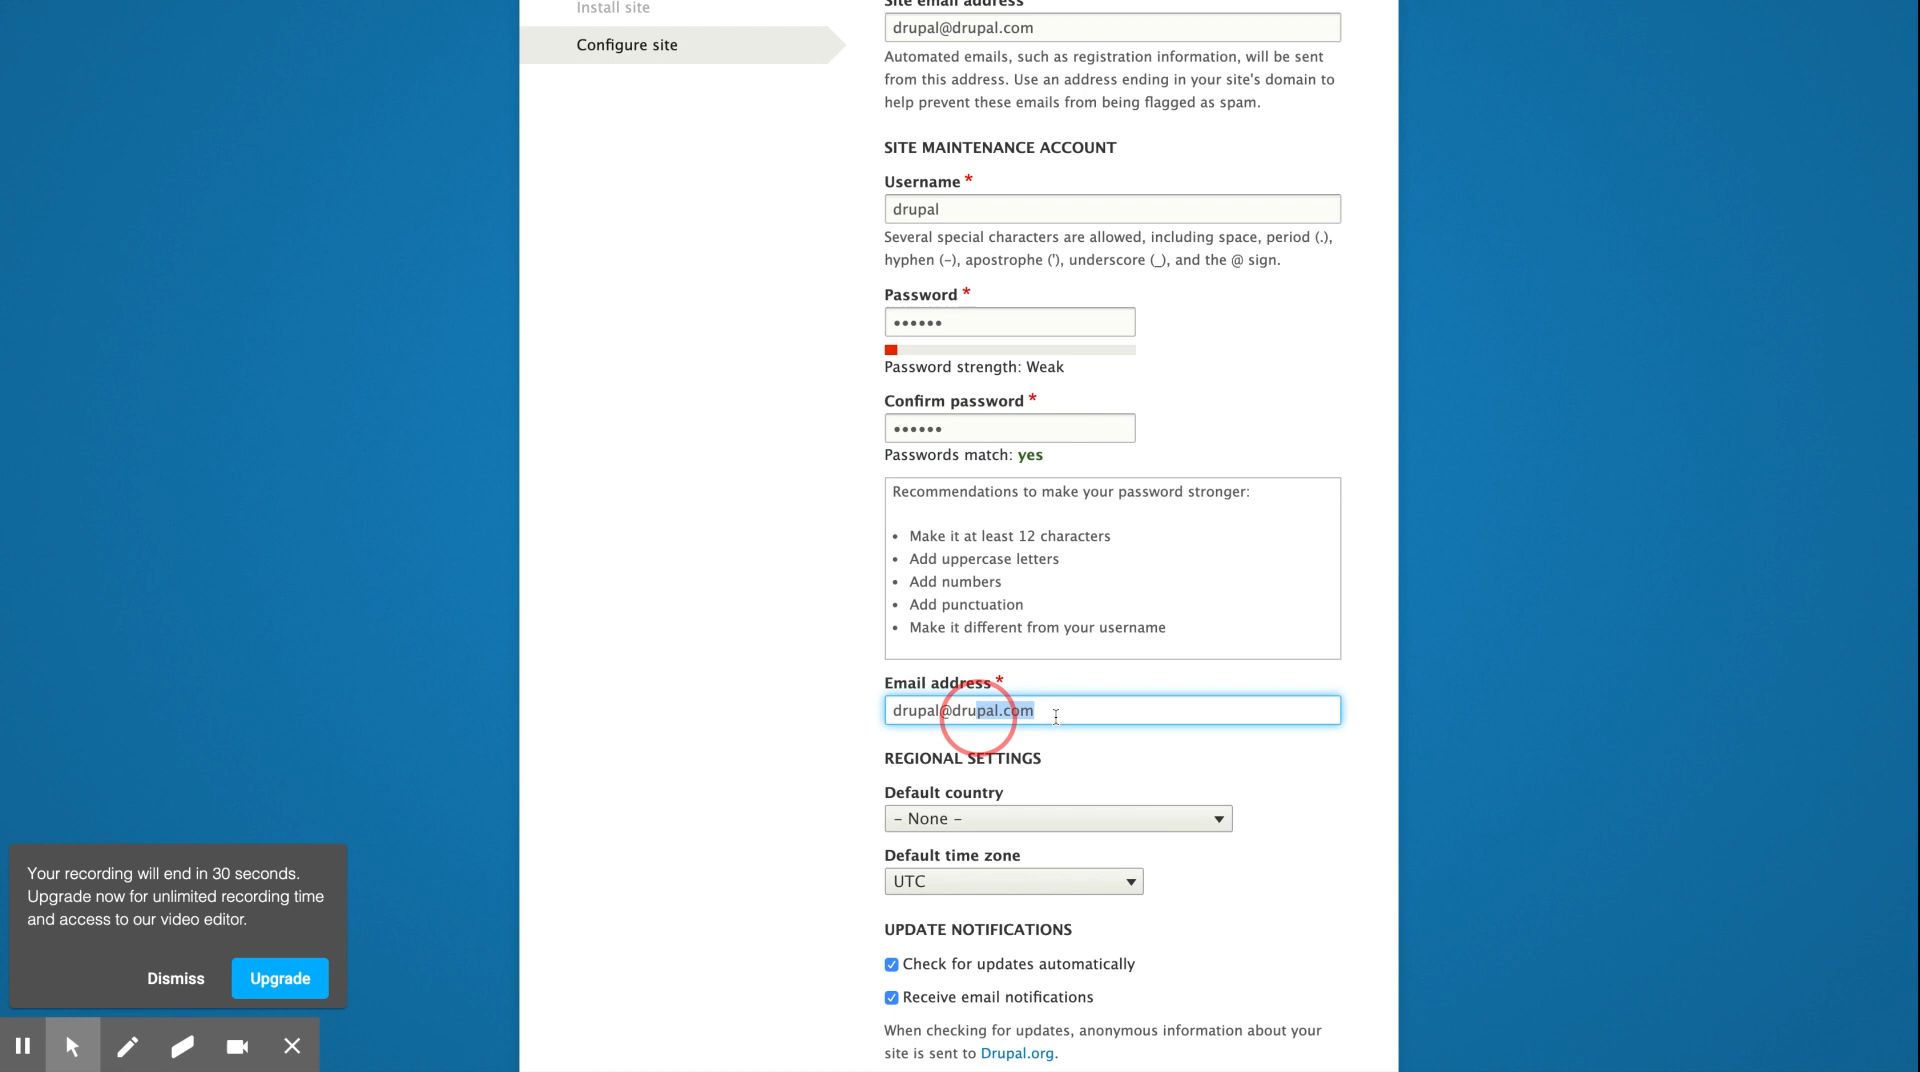 Install site
Configure site
Site email address
drupal@drupal.com
Automated emails, such as registration information, will be sent
from this address. Use an address ending in your site's domain to
help prevent these emails from being flagged as spam.
SITE MAINTENANCE ACCOUNT
Username *
drupal
Several special characters are allowed, including space, period (.),
hyphen (-), apostrophe ('), underscore (_), and the @ sign.
Password *
••••••
Password strength: Weak
Confirm password *
••••••
Passwords match: yes
Recommendations to make your password stronger:
• Make it at least 12 characters
• Add uppercase letters
• Add numbers
• Add punctuation
• Make it different from your username
Email address *
drupal@drupal.com
REGIONAL SETTINGS
Default country
- None -
Default time zone
UTC
UPDATE NOTIFICATIONS
Check for updates automatically
Receive email notifications
When checking for updates, anonymous information about your
site is sent to Drupal.org.
Your recording will end in 30 seconds.
Upgrade now for unlimited recording time
and access to our video editor.
Dismiss
Upgrade